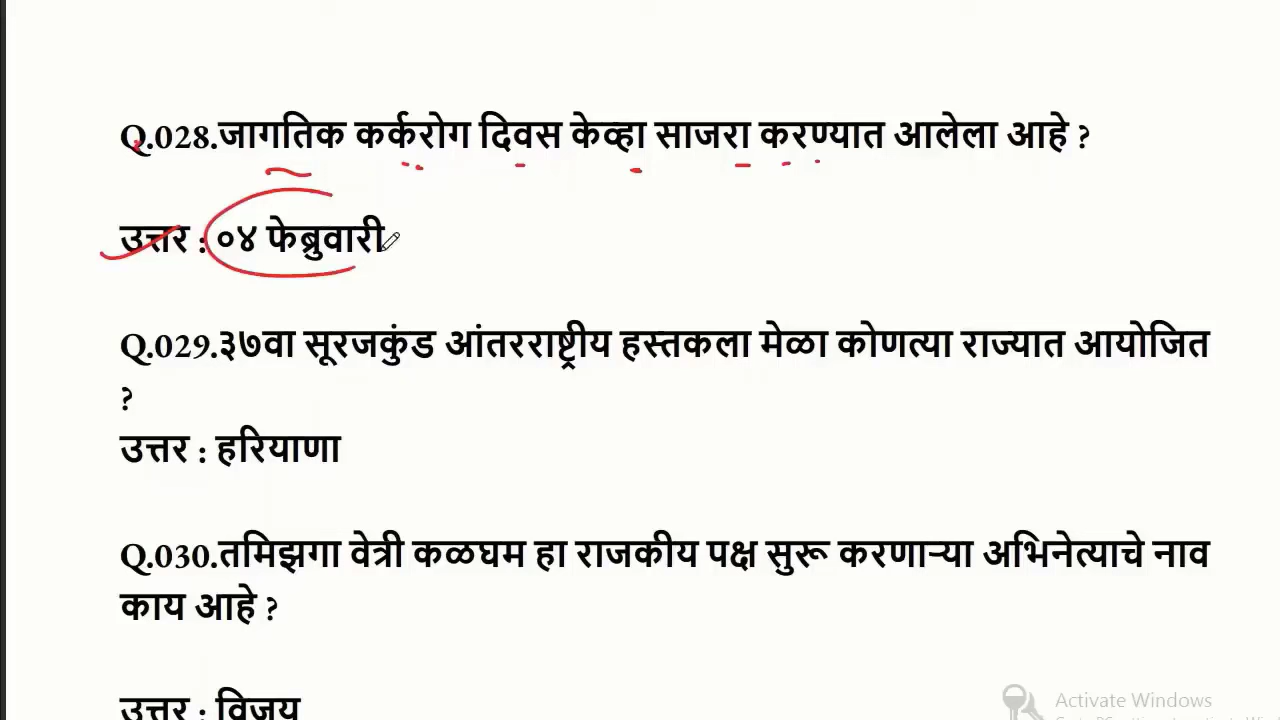 Q.028.जागतिक कर्करोग दिवस केव्हा साजरा करण्यात आलेला आहे ?
उत्तर : ०४ फेब्रुवारी
Q.029.३७वा सूरजकुंड आंतरराष्ट्रीय हस्तकला मेळा कोणत्या राज्यात आयोजित
?
उत्तर : हरियाणा
Q.030.तमिझगा वेत्री कळघम हा राजकीय पक्ष सुरू करणाऱ्या अभिनेत्याचे नाव
काय आहे ?
उत्तर : विजय
Activate Windows